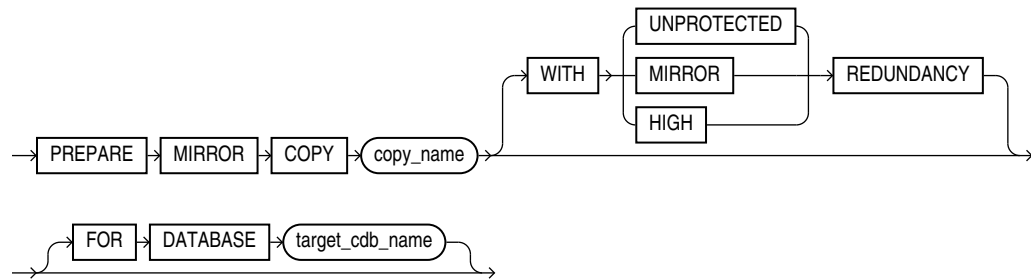 UNPROTECTED
WITH MIRROR REDUNDANCY
HIGH
PREPARE MIRROR COPY copy_name
FOR DATABASE target_cdb_name